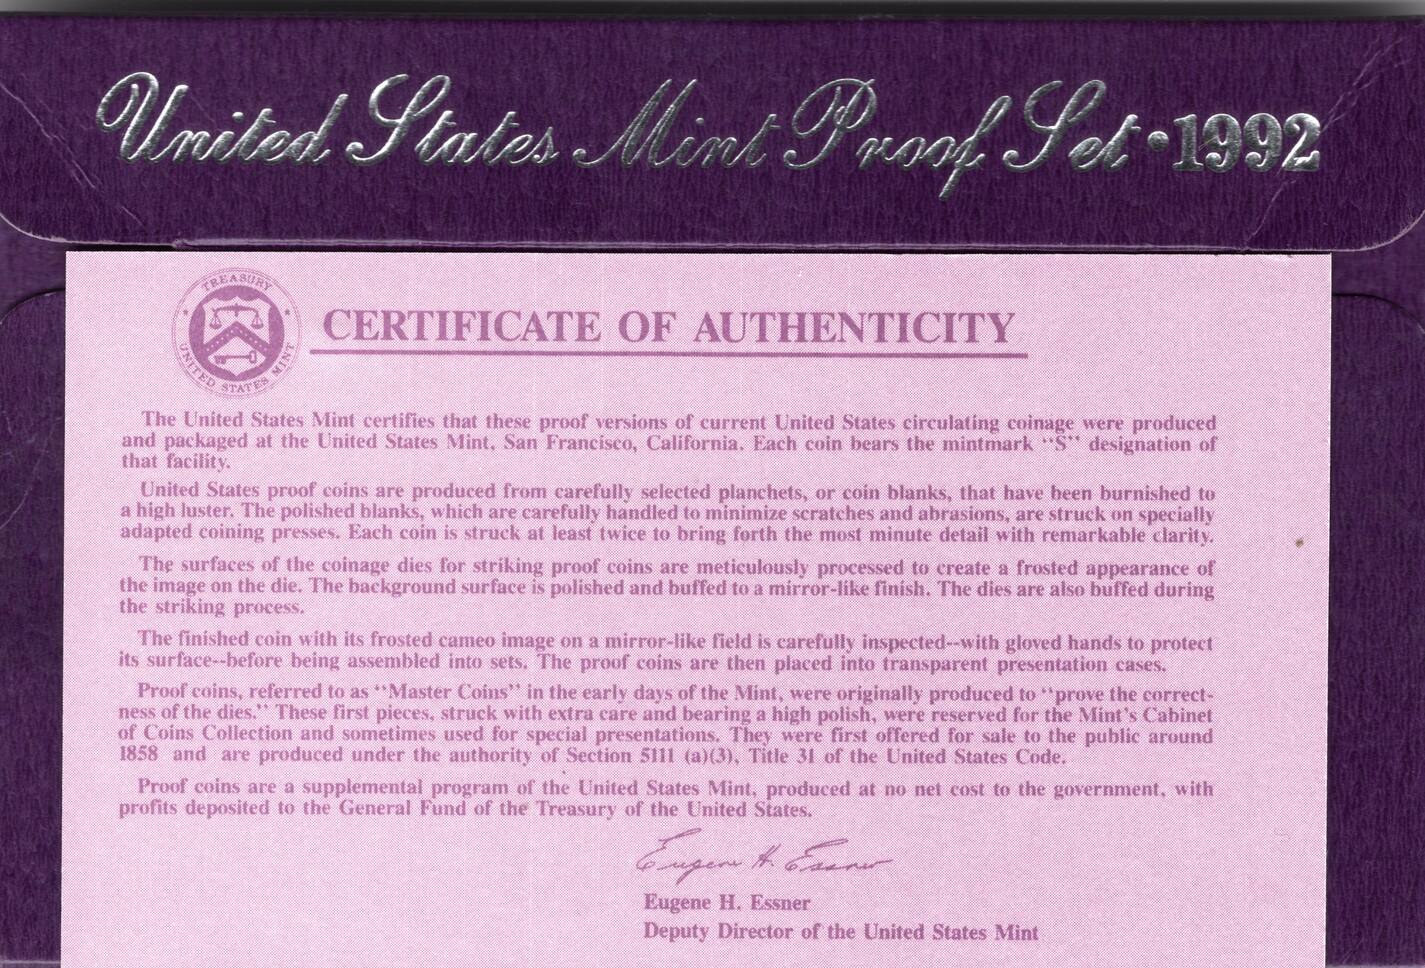 United States Mint Proof Set • 1992
TREASURY
UNITED STATES MINT
CERTIFICATE OF AUTHENTICITY
The United States Mint certifies that these proof versions of current United States circulating coinage were produced
and packaged at the United States Mint, San Francisco, California. Each coin bears the mintmark “S” designation of
that facility.
United States proof coins are produced from carefully selected planchets, or coin blanks, that have been burnished to
a high luster. The polished blanks, which are carefully handled to minimize scratches and abrasions, are struck on specially
adapted coining presses. Each coin is struck at least twice to bring forth the most minute detail with remarkable clarity.
The surfaces of the coinage dies for striking proof coins are meticulously processed to create a frosted appearance of
the image on the die. The background surface is polished and buffed to a mirror-like finish. The dies are also buffed during
the striking process.
The finished coin with its frosted cameo image on a mirror-like field is carefully inspected--with gloved hands to protect
its surface--before being assembled into sets. The proof coins are then placed into transparent presentation cases.
Proof coins, referred to as “Master Coins” in the early days of the Mint, were originally produced to “prove the correct-
ness of the dies.” These first pieces, struck with extra care and bearing a high polish, were reserved for the Mint’s Cabinet
of Coins Collection and sometimes used for special presentations. They were first offered for sale to the public around
1858 and are produced under the authority of Section 5111 (a)(3), Title 31 of the United States Code.
Proof coins are a supplemental program of the United States Mint, produced at no net cost to the government, with
profits deposited to the General Fund of the Treasury of the United States.
Eugene H. Essner
Eugene H. Essner
Deputy Director of the United States Mint